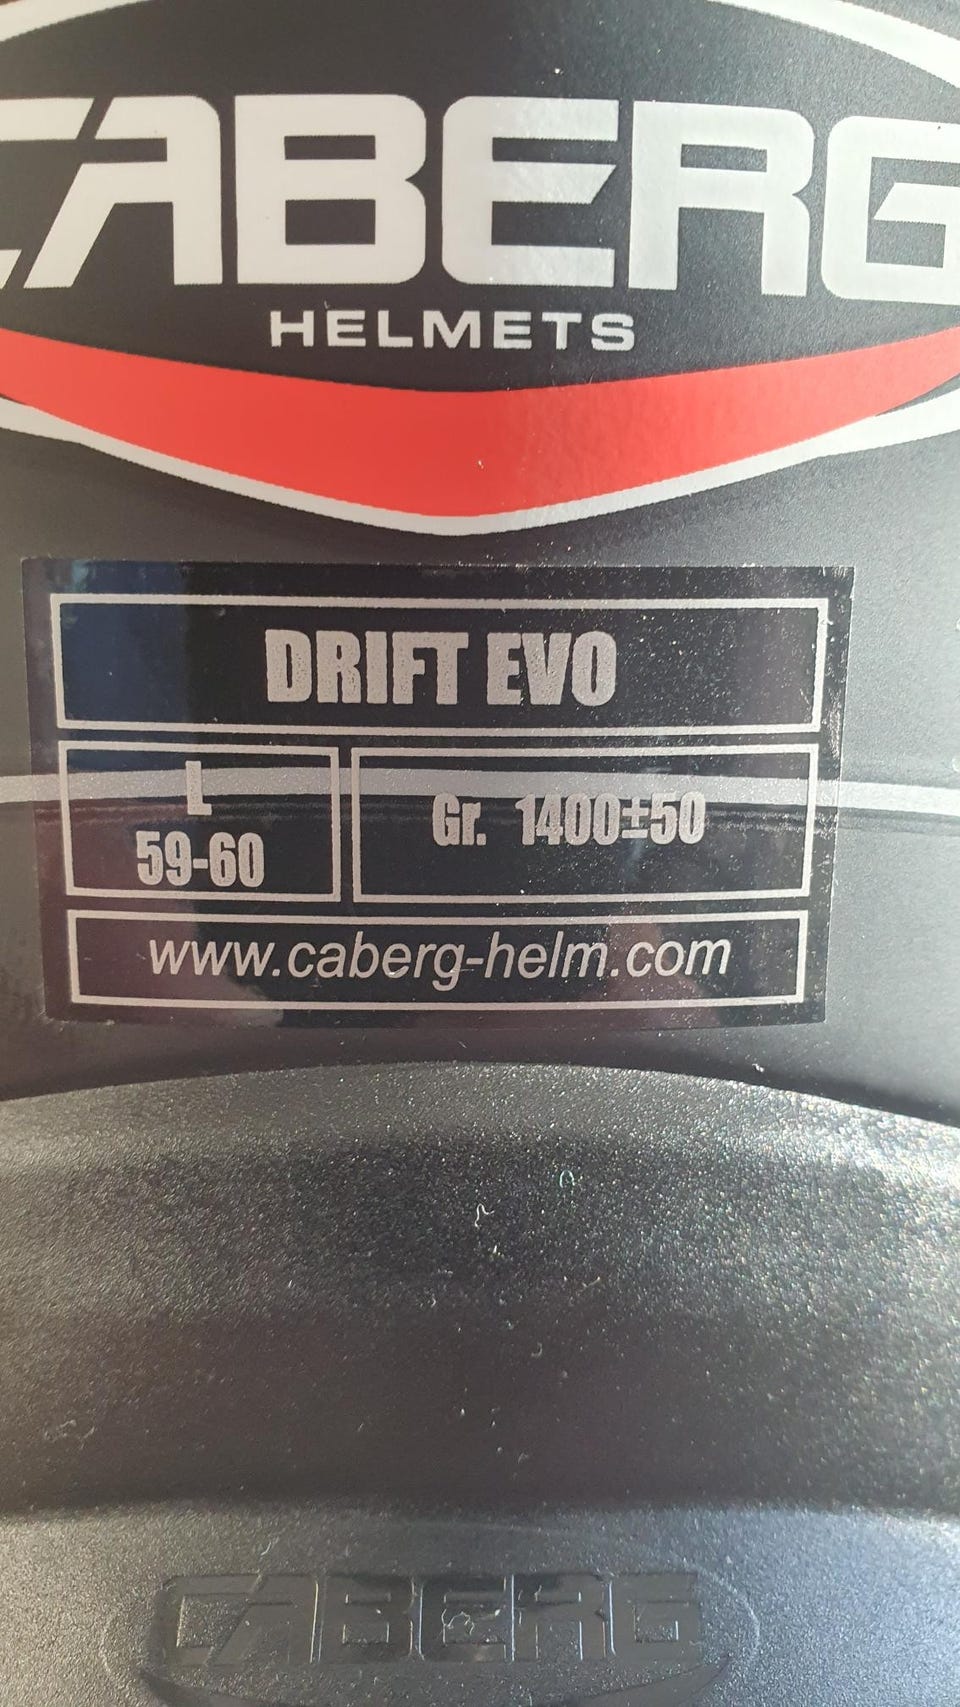 CABERG
HELMETS
DRIFT EVO
L
59-60
Gr. 1400±50
www.caberg-helm.com
CABERG